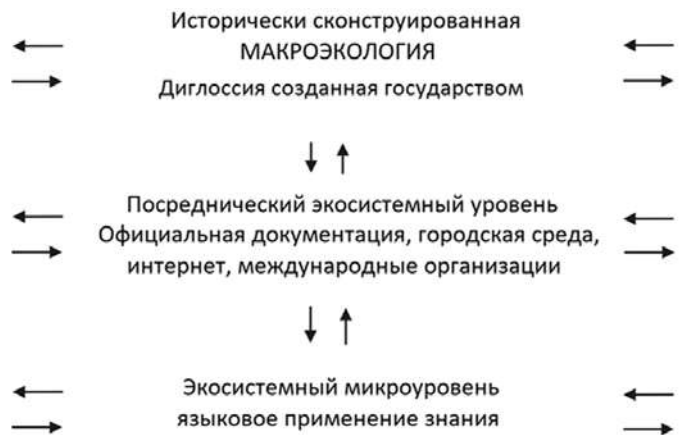 Исторически сконструированная
МАКРОЭКОЛОГИЯ
Диглоссия созданная государством
Посреднический экосистемный уровень
Официальная документация, городская среда,
интернет, международные организации
Экосистемный микроуровень
языковое применение знания